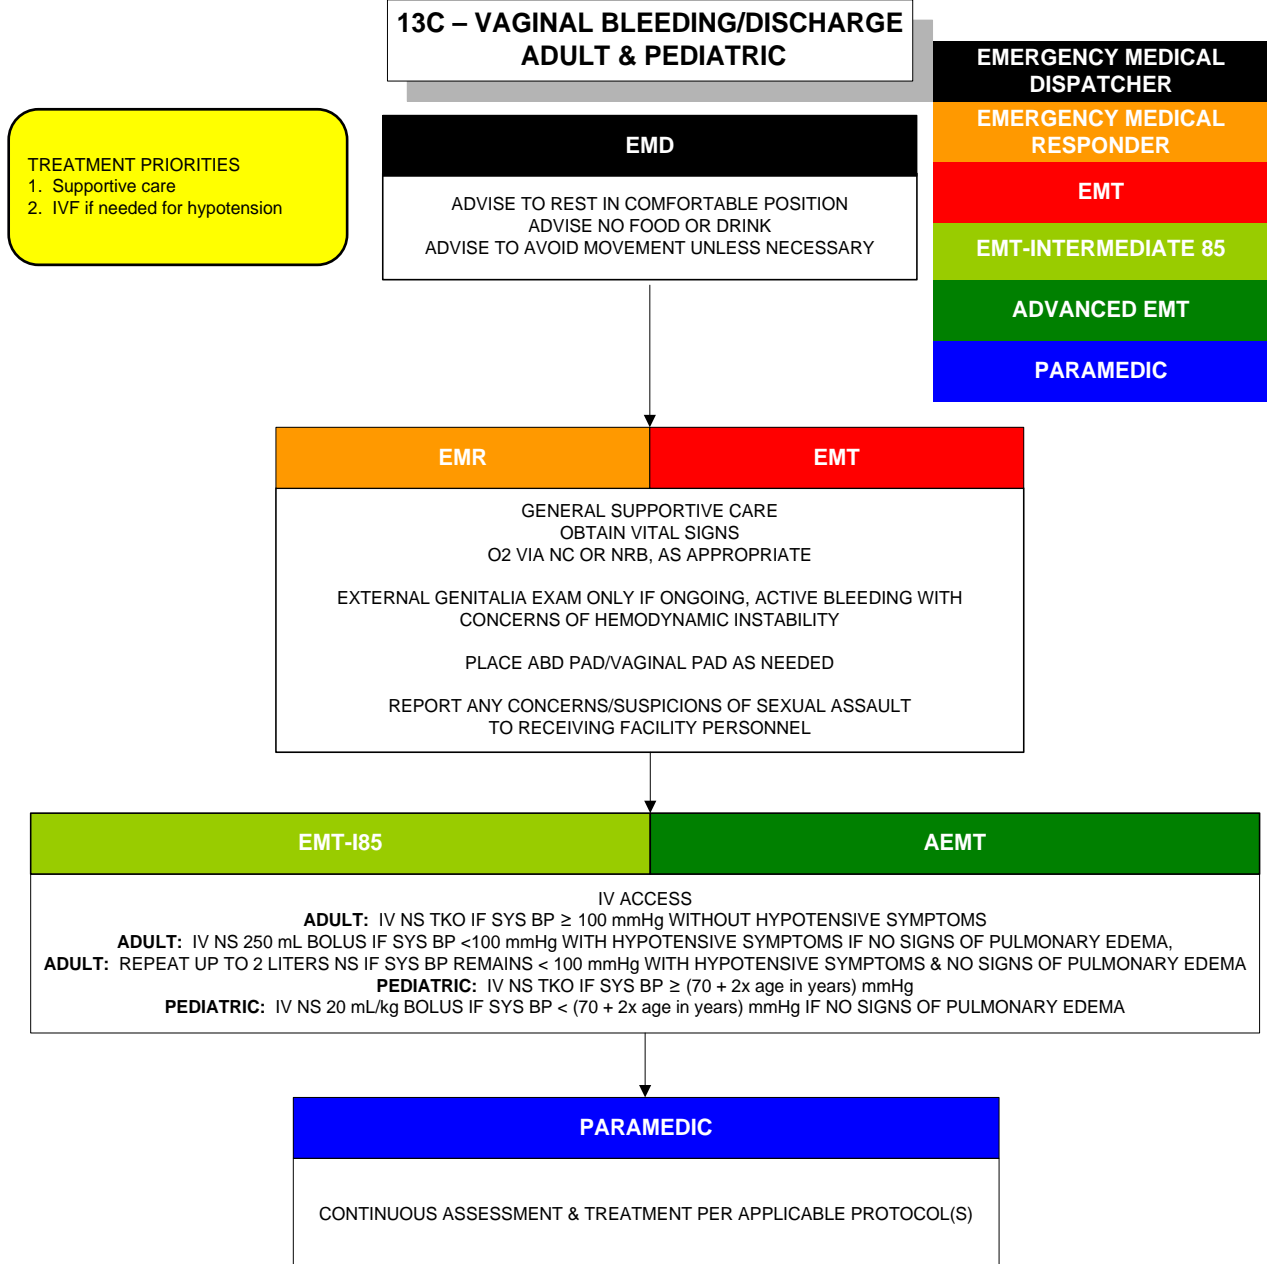 13C – VAGINAL BLEEDING/DISCHARGE
ADULT & PEDIATRIC
EMERGENCY MEDICAL
DISPATCHER
EMERGENCY MEDICAL
RESPONDER
EMT
EMT-INTERMEDIATE 85
ADVANCED EMT
PARAMEDIC
TREATMENT PRIORITIES
1. Supportive care
2. IVF if needed for hypotension
EMD
ADVISE TO REST IN COMFORTABLE POSITION
ADVISE NO FOOD OR DRINK
ADVISE TO AVOID MOVEMENT UNLESS NECESSARY
EMR
EMT
GENERAL SUPPORTIVE CARE
OBTAIN VITAL SIGNS
O2 VIA NC OR NRB, AS APPROPRIATE
EXTERNAL GENITALIA EXAM ONLY IF ONGOING, ACTIVE BLEEDING WITH
CONCERNS OF HEMODYNAMIC INSTABILITY
PLACE ABD PAD/VAGINAL PAD AS NEEDED
REPORT ANY CONCERNS/SUSPICIONS OF SEXUAL ASSAULT
TO RECEIVING FACILITY PERSONNEL
EMT-I85
AEMT
IV ACCESS
ADULT: IV NS TKO IF SYS BP ≥ 100 mmHg WITHOUT HYPOTENSIVE SYMPTOMS
ADULT: IV NS 250 mL BOLUS IF SYS BP <100 mmHg WITH HYPOTENSIVE SYMPTOMS IF NO SIGNS OF PULMONARY EDEMA,
ADULT: REPEAT UP TO 2 LITERS NS IF SYS BP REMAINS < 100 mmHg WITH HYPOTENSIVE SYMPTOMS & NO SIGNS OF PULMONARY EDEMA
PEDIATRIC: IV NS TKO IF SYS BP ≥ (70 + 2x age in years) mmHg
PEDIATRIC: IV NS 20 mL/kg BOLUS IF SYS BP < (70 + 2x age in years) mmHg IF NO SIGNS OF PULMONARY EDEMA
PARAMEDIC
CONTINUOUS ASSESSMENT & TREATMENT PER APPLICABLE PROTOCOL(S)